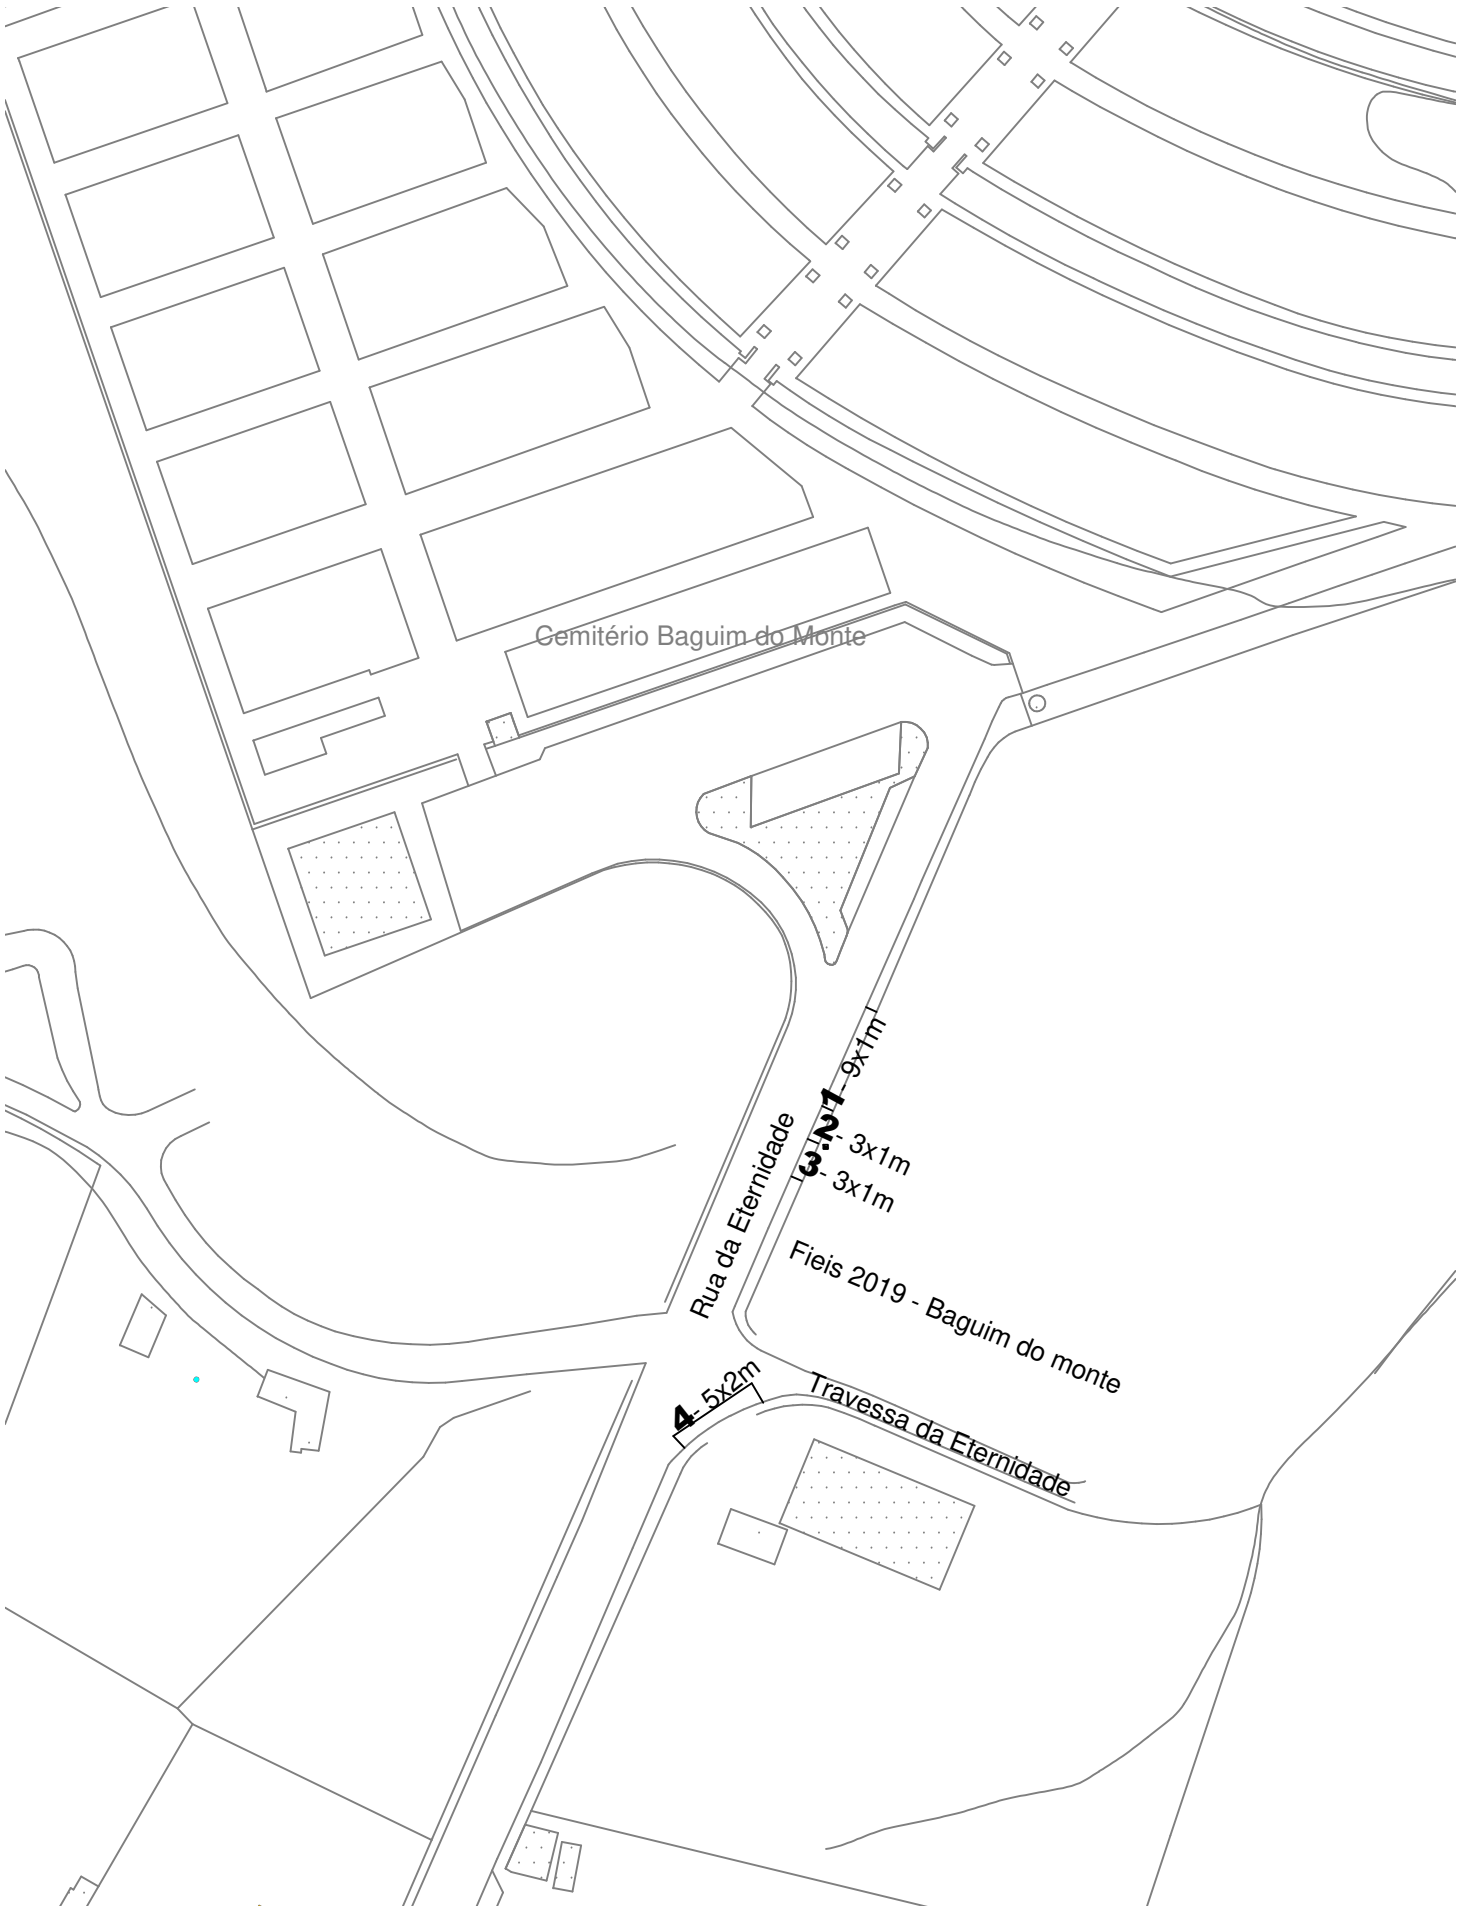 Cemitério Baguim do Monte
1 - 9x1m
2 - 3x1m
3 - 3x1m
Rua da Eternidade
Fieis 2019 - Baguim do monte
4 - 5x2m
Travessa da Eternidade